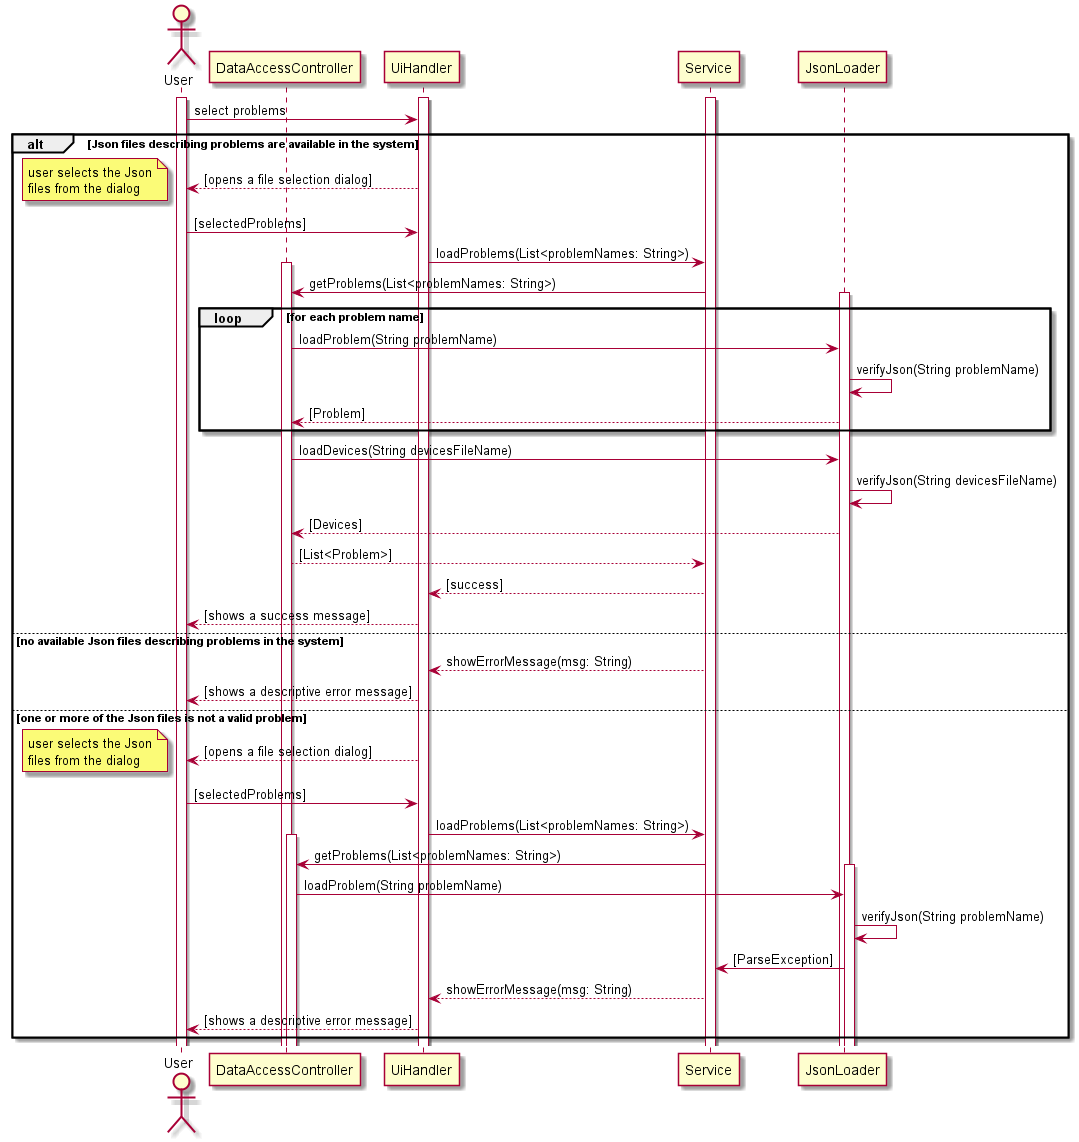 User
DataAccessController
UiHandler
Service
JsonLoader
select problems
alt
[Json files describing problems are available in the system]
user selects the Json
files from the dialog
[opens a file selection dialog]
[selectedProblems]
loadProblems(List<problemNames: String>)
getProblems(List<problemNames: String>)
loop
[for each problem name]
loadProblem(String problemName)
verifyJson(String problemName)
[Problem]
loadDevices(String devicesFileName)
verifyJson(String devicesFileName)
[Devices]
[List<Problem>]
[success]
[shows a success message]
[no available Json files describing problems in the system]
showErrorMessage(msg: String)
[shows a descriptive error message]
[one or more of the Json files is not a valid problem]
user selects the Json
files from the dialog
[opens a file selection dialog]
[selectedProblems]
loadProblems(List<problemNames: String>)
getProblems(List<problemNames: String>)
loadProblem(String problemName)
verifyJson(String problemName)
[ParseException]
showErrorMessage(msg: String)
[shows a descriptive error message]
User
DataAccessController
UiHandler
Service
JsonLoader